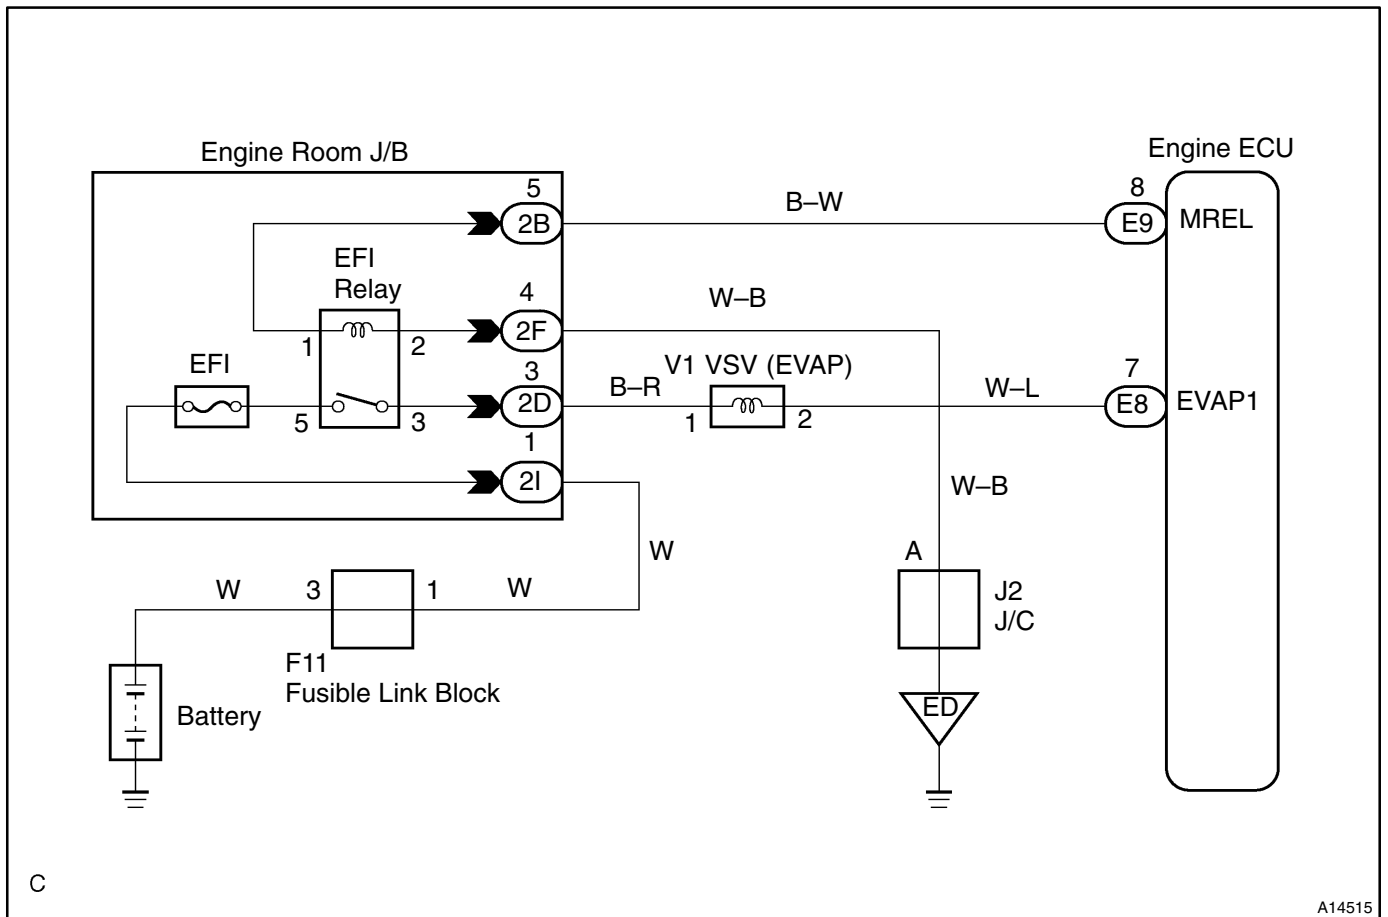 Engine Room J/B
Engine ECU
5
2B
B–W
8
E9
MREL
EFI
Relay
1
2
4
2F
W–B
EFI
5
3
3
2D
B–R
V1 VSV (EVAP)
1
2
W–L
7
E8
EVAP1
1
2I
W
W–B
A
J2
J/C
W
3
1
W
F11
Fusible Link Block
Battery
ED
C
A14515